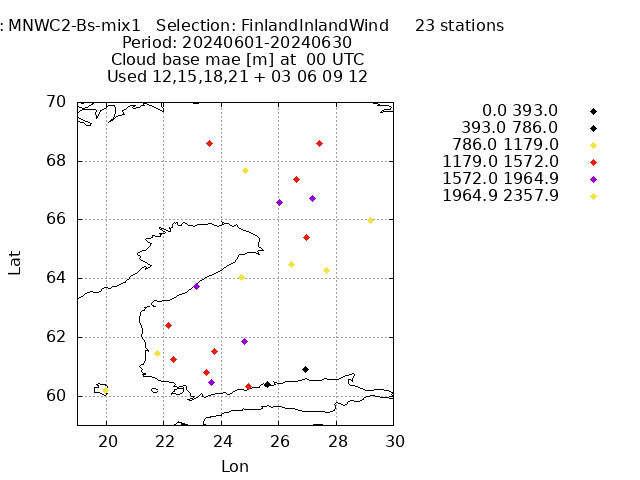 : MNWC2-Bs-mix1   Selection: FinlandInlandWind     23 stations
Period: 20240601-20240630
Cloud base mae [m] at  00 UTC
Used 12,15,18,21 + 03 06 09 12
0.0 393.0
393.0 786.0
786.0 1179.0
1179.0 1572.0
1572.0 1964.9
1964.9 2357.9
70
68
66
64
62
60
Lat
20 22 24 26 28 30
Lon